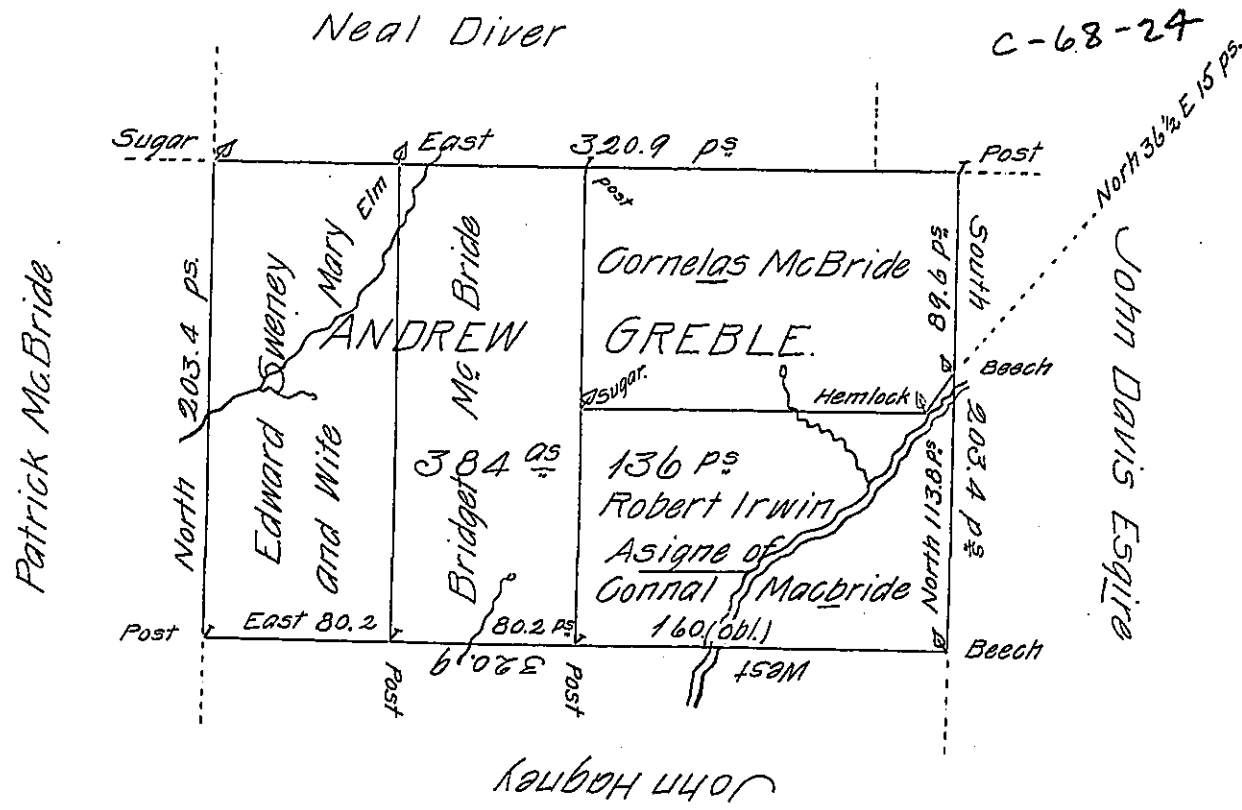 Neal Diver
C-68-24
North 36 1/2 E 15 ps.
Sugar
East
320.9 ps
Post
Elm
post
Patrick McBride
North 203.4 ps.
Edward Sweney
and Wife Mary
Bridget Mc Bride
Cornelas McBride
ANDREW GREBLE.
89.6 ps
South 203.4 ps
John Davis Esqire
Beech
Sugar.
Hemlock
384 as
136 ps
Robert Irwin
Asigne of
Connal Macbride
North 113.8 ps
Post
East 80.2
80.2 ps
160.(obl.)
Beech
Post
320.9
Post
West
John Hagney